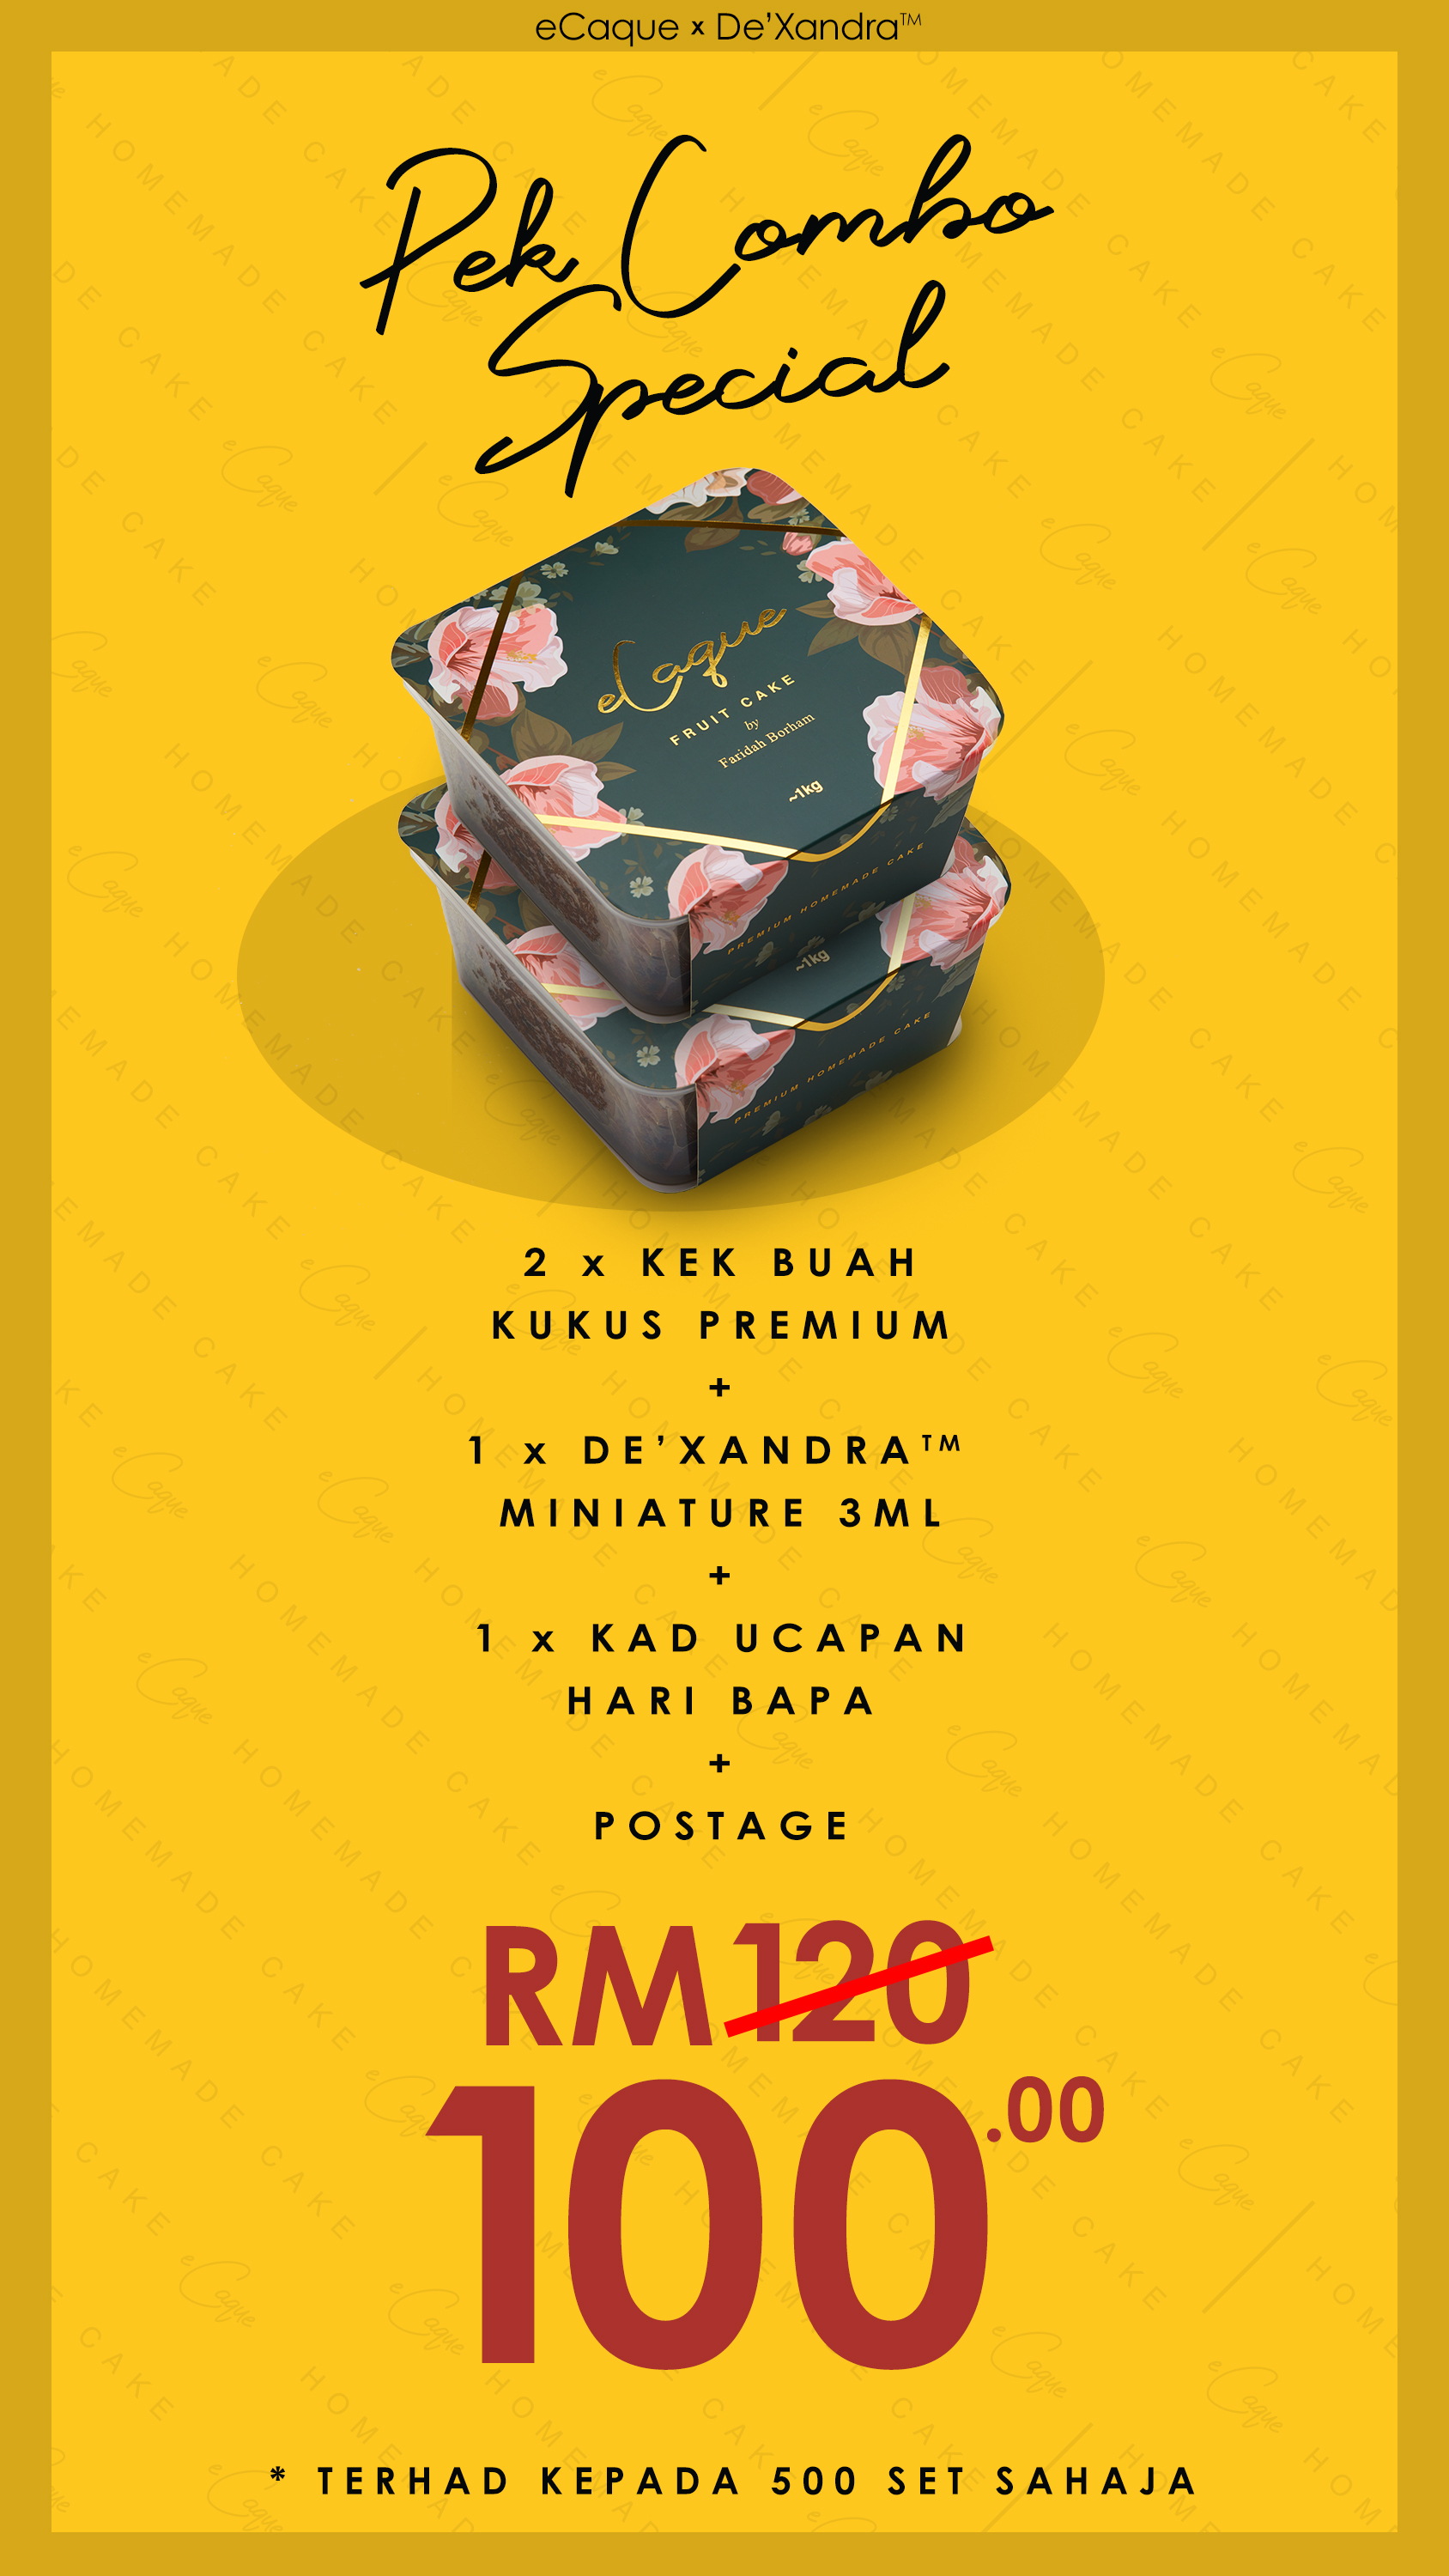 eCaque x De’Xandra™
Pek Combo
Special
eCaque
FRUIT CAKE
by
Faridah Borham
~1kg
PREMIUM HOMEMADE CAKE
~1kg
PREMIUM HOMEMADE CAKE
2 x KEK BUAH
KUKUS PREMIUM
+
1 x DE’XANDRA™
MINIATURE 3ML
+
1 x KAD UCAPAN
HARI BAPA
+
POSTAGE
RM120
100.00
* TERHAD KEPADA 500 SET SAHAJA